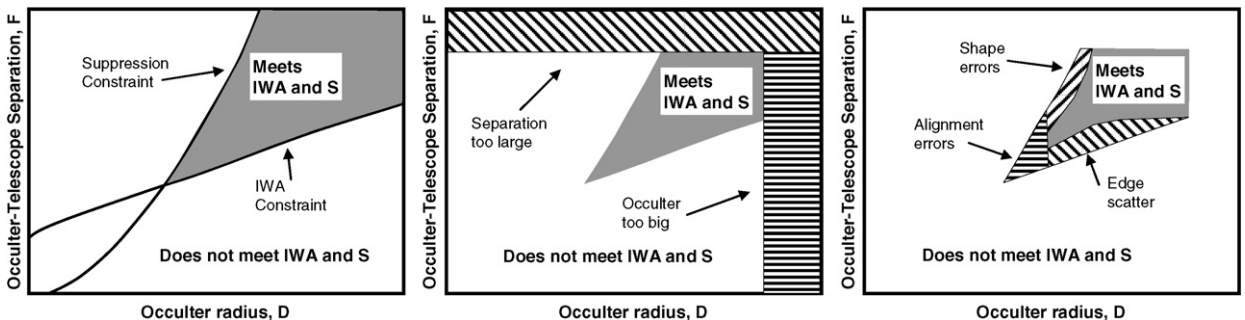 Occulter-Telescope Separation, F
Suppression
Constraint
Meets
IWA and S
IWA
Constraint
Does not meet IWA and S
Occulter radius, D
Occulter-Telescope Separation, F
Meets
IWA and S
Separation
too large
Occulter
too big
Does not meet IWA and S
Occulter radius, D
Occulter-Telescope Separation, F
Shape
errors
Meets
IWA and S
Alignment
errors
Edge
scatter
Does not meet IWA and S
Occulter radius, D